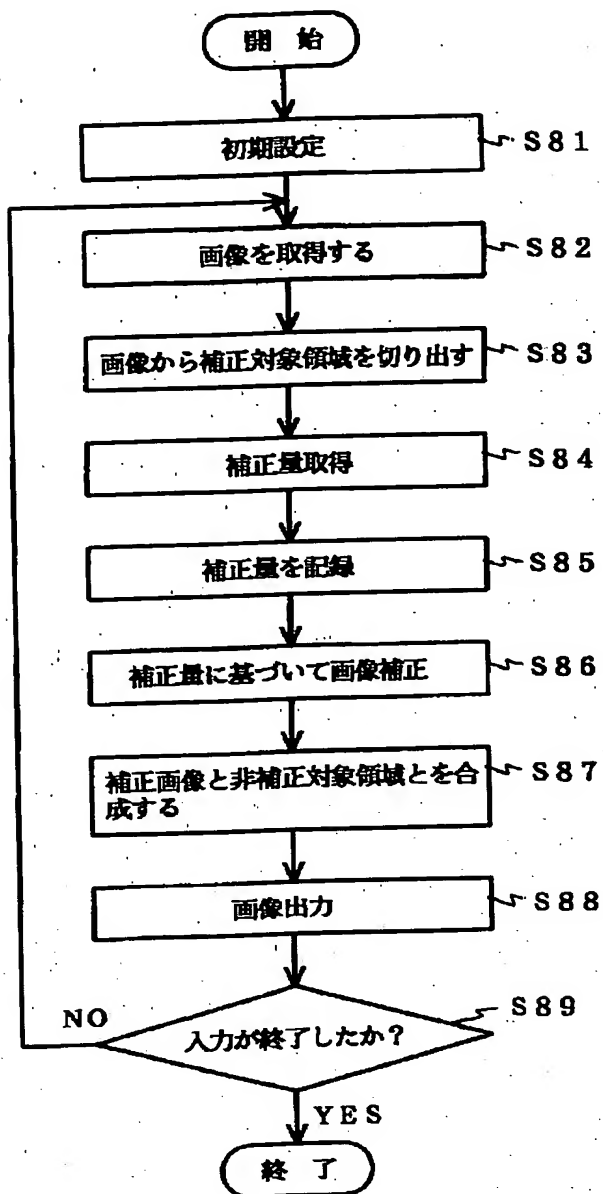 開 始
初期設定
S81
画像を取得する
S82
画像から補正対象領域を切り出す
S83
補正量取得
S84
補正量を記録
S85
補正量に基づいて画像補正
S86
補正画像と非補正対象領域とを合
成する
S87
画像出力
S88
入力が終了したか?
S89
NO
YES
終 了